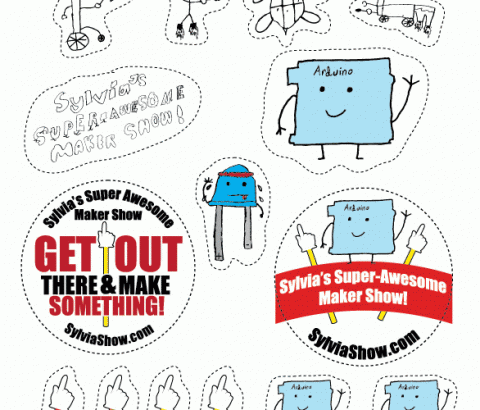 Sylvia's
SUPER-AWESOME
MAKER SHOW!
Arduino
Sylvia's Super Awesome
Maker Show
GET OUT
THERE & MAKE
SOMETHING!
SylviaShow.com
Arduino
Sylvia's Super-Awesome
Maker Show!
SylviaShow.com
Arduino
Arduino